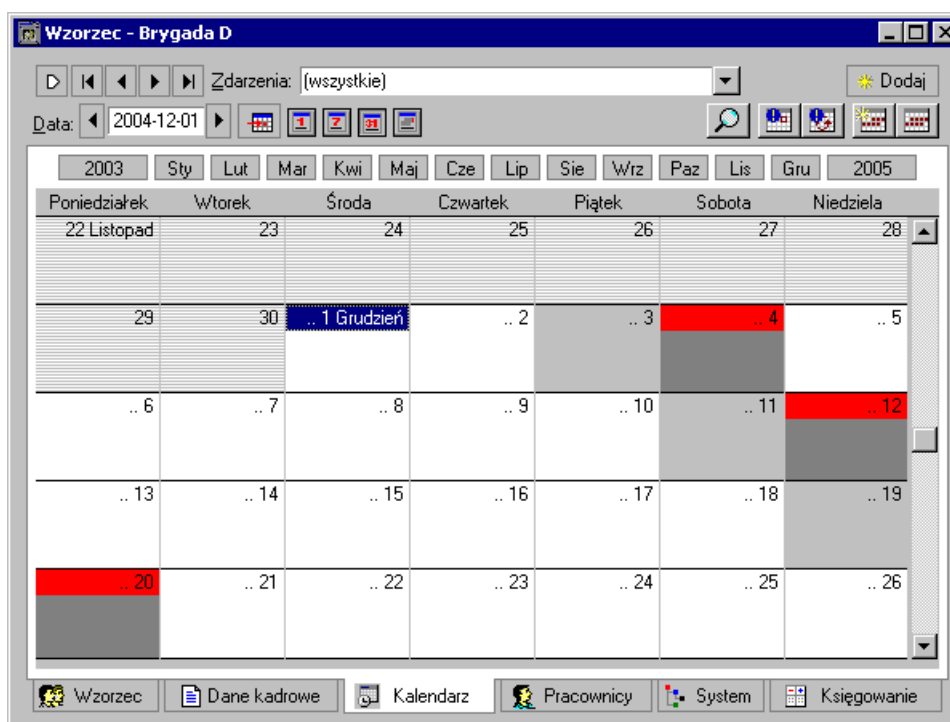 Wzorzec - Brygada D
Zdarzenia: (wszystkie) Dodaj
Data: 2004-12-01 1 7 31
2003 Sty Lut Mar Kwi Maj Cze Lip Sie Wrz Paz Lis Gru 2005
Poniedziałek Wtorek Środa Czwartek Piątek Sobota Niedziela
22 Listopad 23 24 25 26 27 28
29 30 .. 1 Grudzień .. 2 .. 3 .. 4 .. 5
.. 6 .. 7 .. 8 .. 9 .. 10 .. 11 .. 12
.. 13 .. 14 .. 15 .. 16 .. 17 .. 18 .. 19
.. 20 .. 21 .. 22 .. 23 .. 24 .. 25 .. 26
Wzorzec Dane kadrowe Kalendarz Pracownicy System Księgowanie